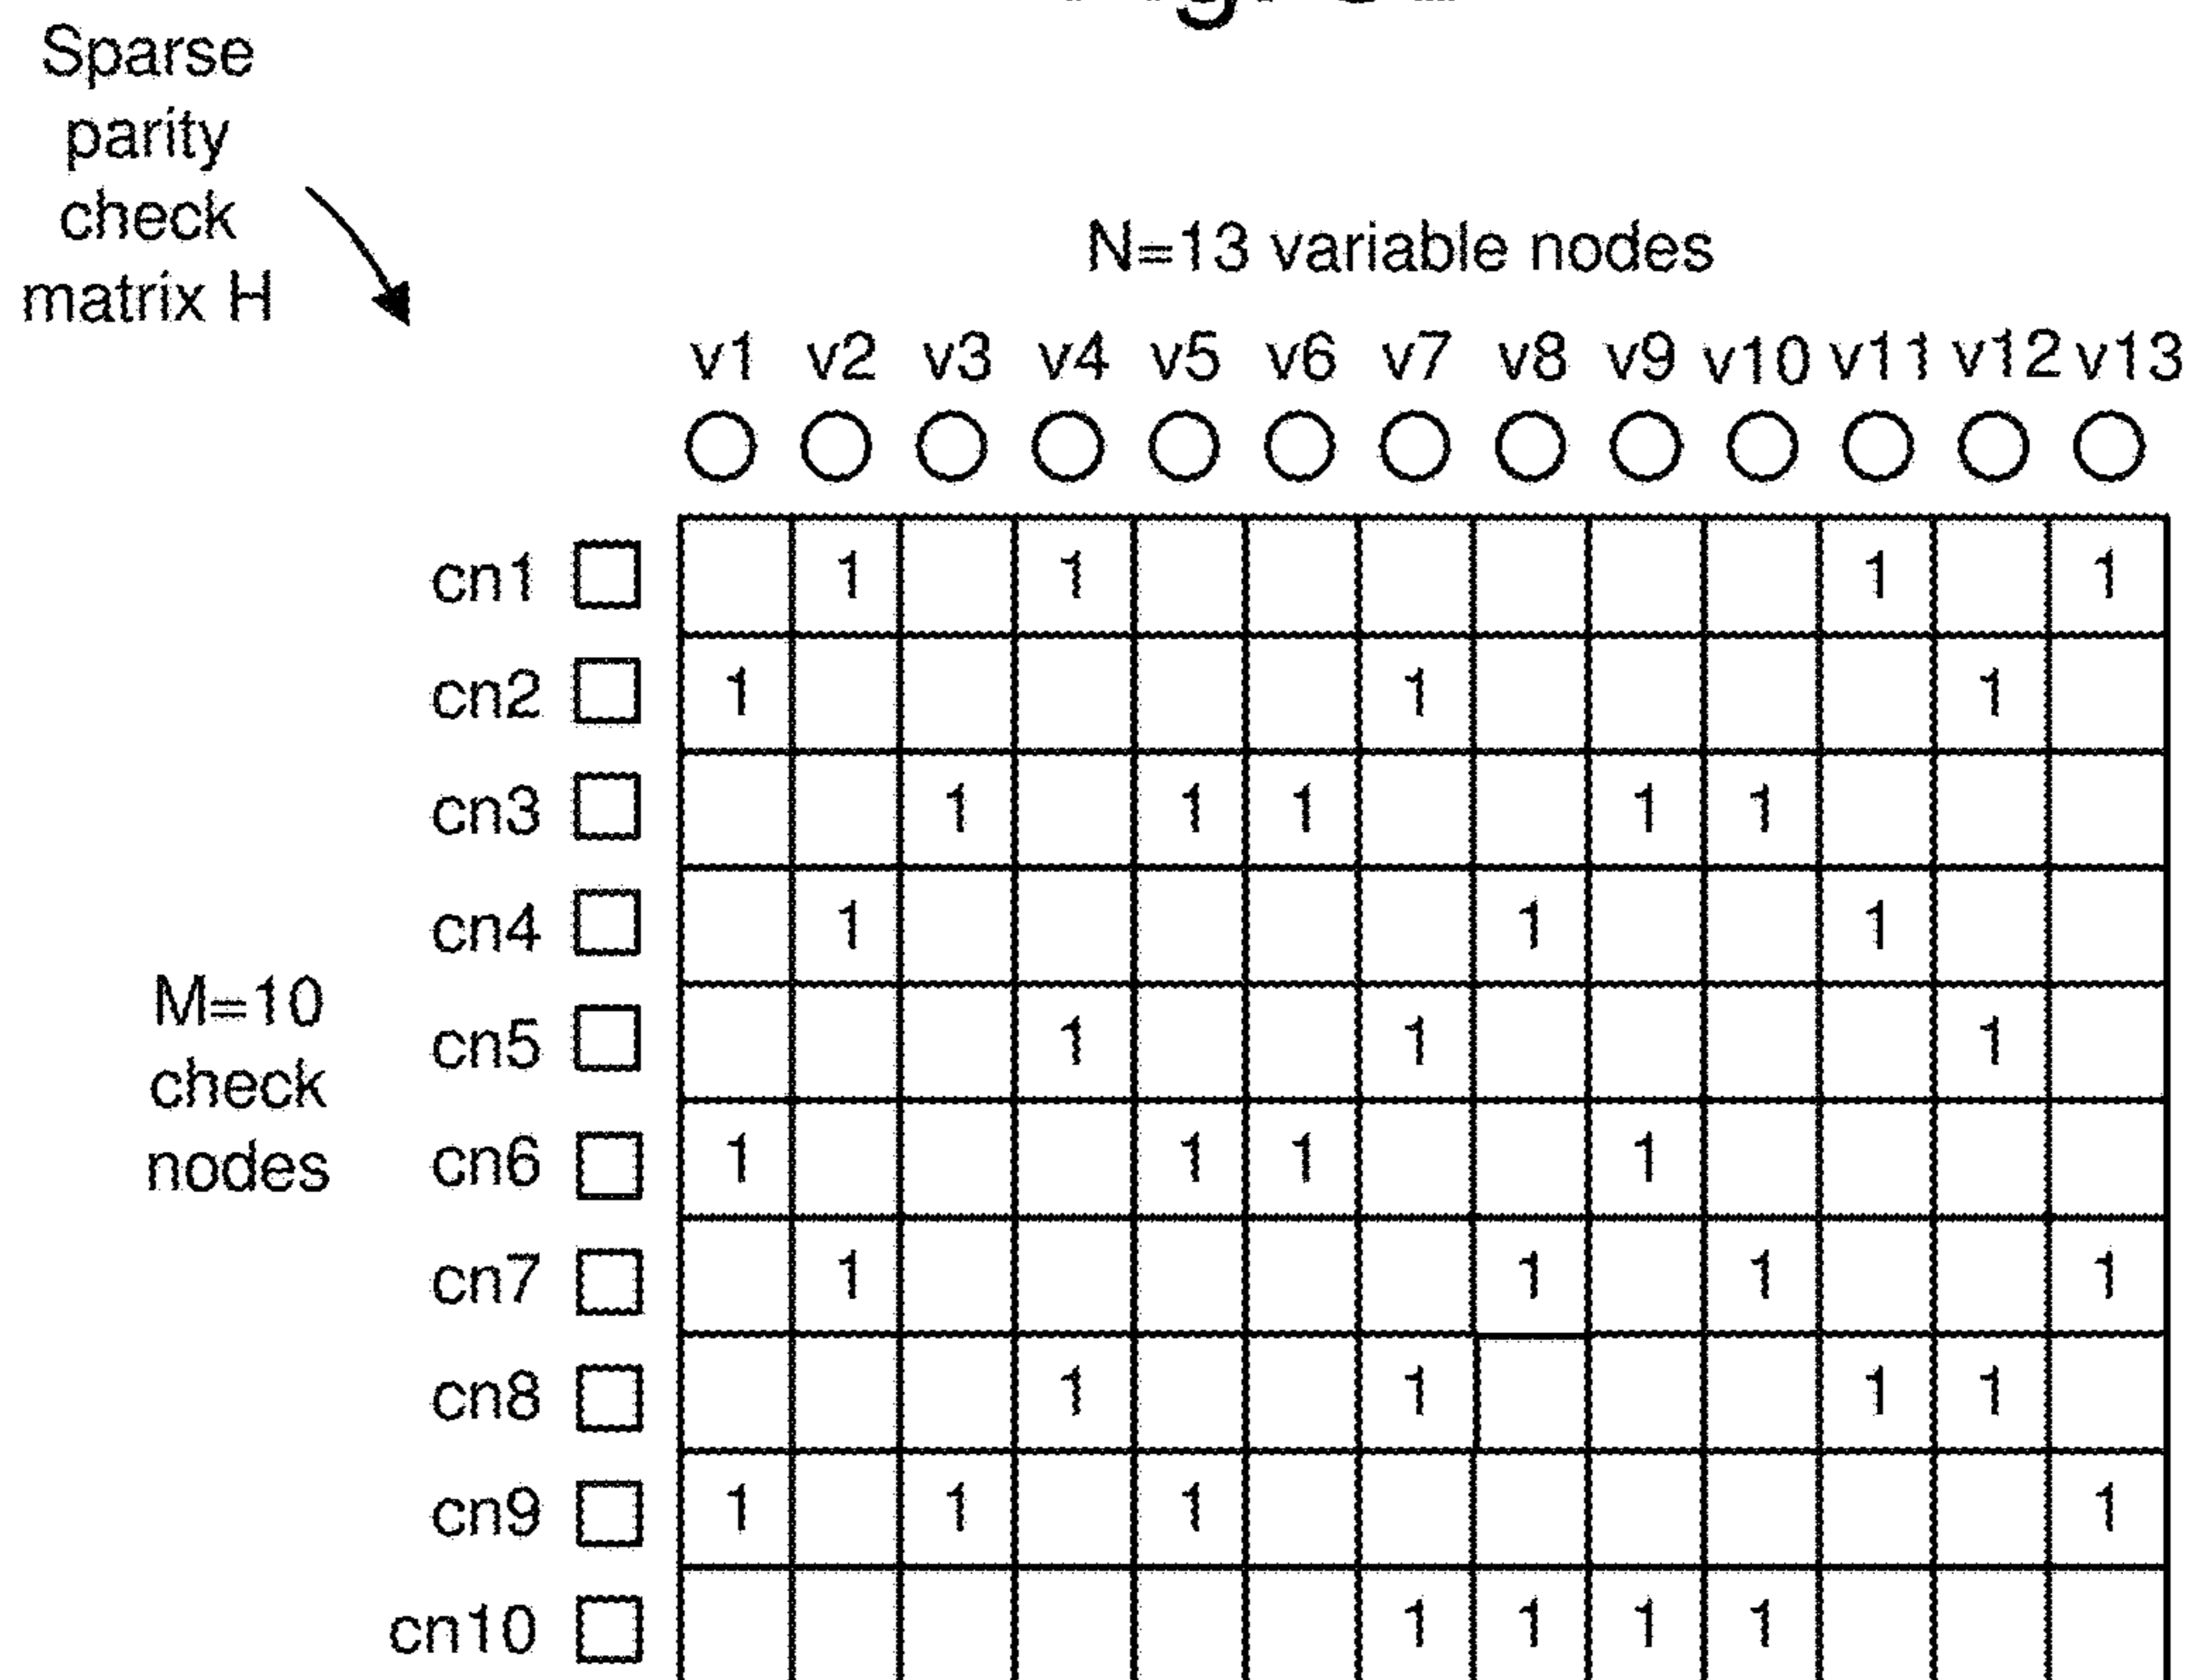 Sparse
parity
check
matrix H
N=13 variable nodes
v1 v2 v3 v4 v5 v6 v7 v8 v9 v10 v11 v12 v13
cn1 1 1 1 1
cn2 1 1 1
cn3 1 1 1 1 1
cn4 1 1 1
M=10
check
nodes
cn5 1 1 1
cn6 1 1 1 1
cn7 1 1 1 1
cn8 1 1 1 1
cn9 1 1 1 1
cn10 1 1 1 1